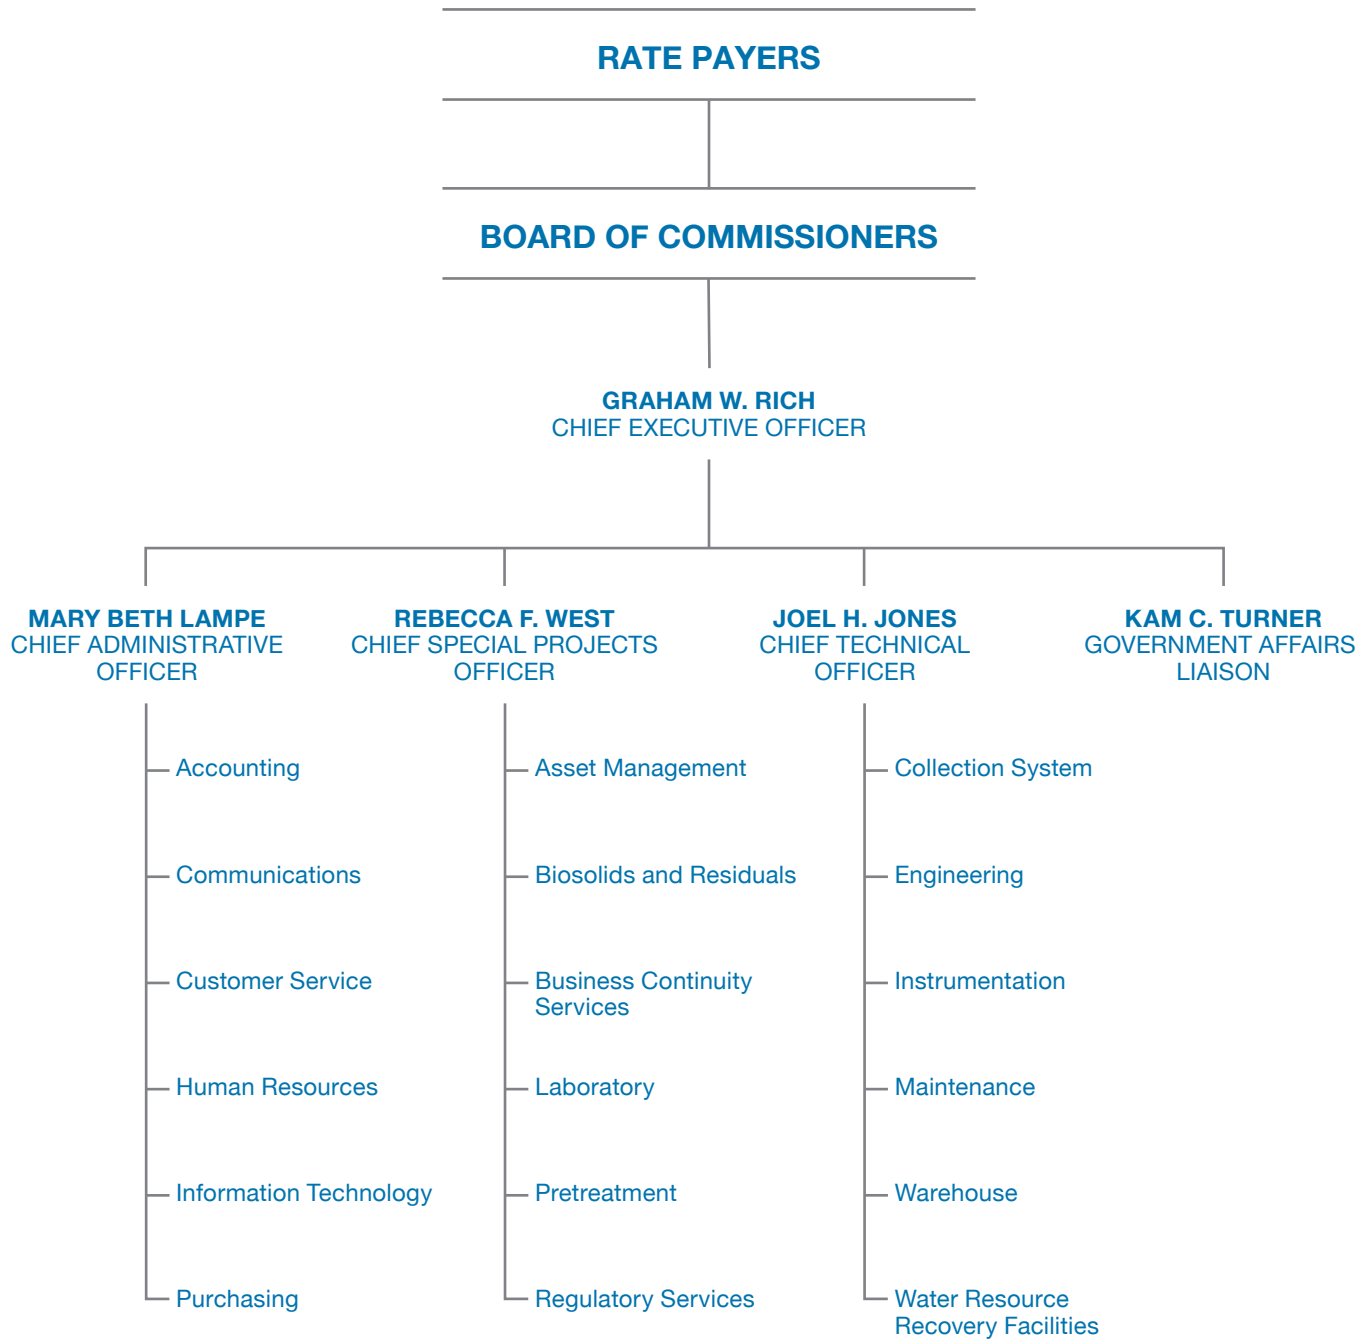 RATE PAYERS
BOARD OF COMMISSIONERS
GRAHAM W. RICH
CHIEF EXECUTIVE OFFICER
MARY BETH LAMPE
CHIEF ADMINISTRATIVE
OFFICER
REBECCA F. WEST
CHIEF SPECIAL PROJECTS
OFFICER
JOEL H. JONES
CHIEF TECHNICAL
OFFICER
KAM C. TURNER
GOVERNMENT AFFAIRS
LIAISON
Accounting
Communications
Customer Service
Human Resources
Information Technology
Purchasing
Asset Management
Biosolids and Residuals
Business Continuity
Services
Laboratory
Pretreatment
Regulatory Services
Collection System
Engineering
Instrumentation
Maintenance
Warehouse
Water Resource
Recovery Facilities